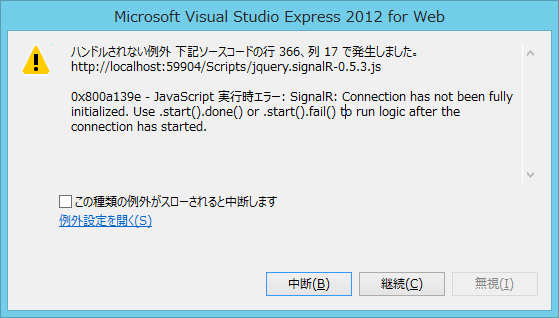 Microsoft Visual Studio Express 2012 for Web
ハンドルされない例外 下記ソースコードの行 366、列 17 で発生しました。
http://localhost:59904/Scripts/jquery.signalR-0.5.3.js
0x800a139e - JavaScript 実行時エラー: SignalR: Connection has not been fully
initialized. Use .start().done() or .start().fail() to run logic after the
connection has started.
この種類の例外がスローされると中断します
例外設定を開く(S)
中断(B)
継続(C)
無視(I)